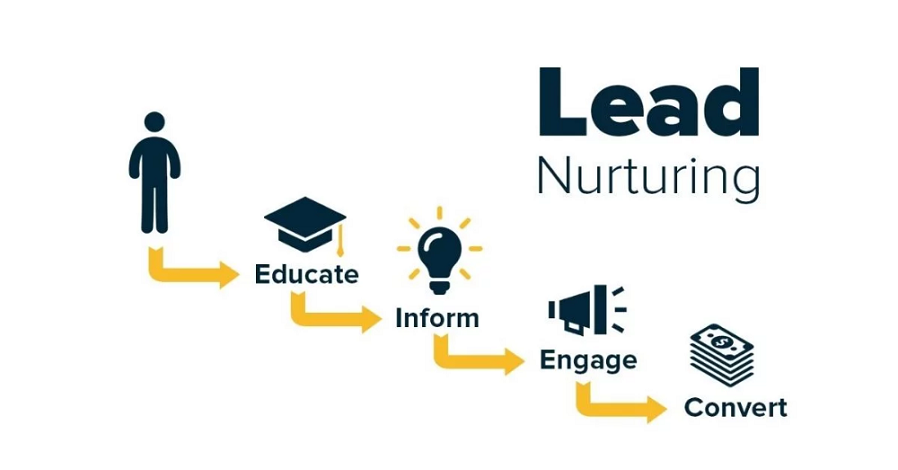 Lead
Nurturing
Educate
Inform
Engage
Convert